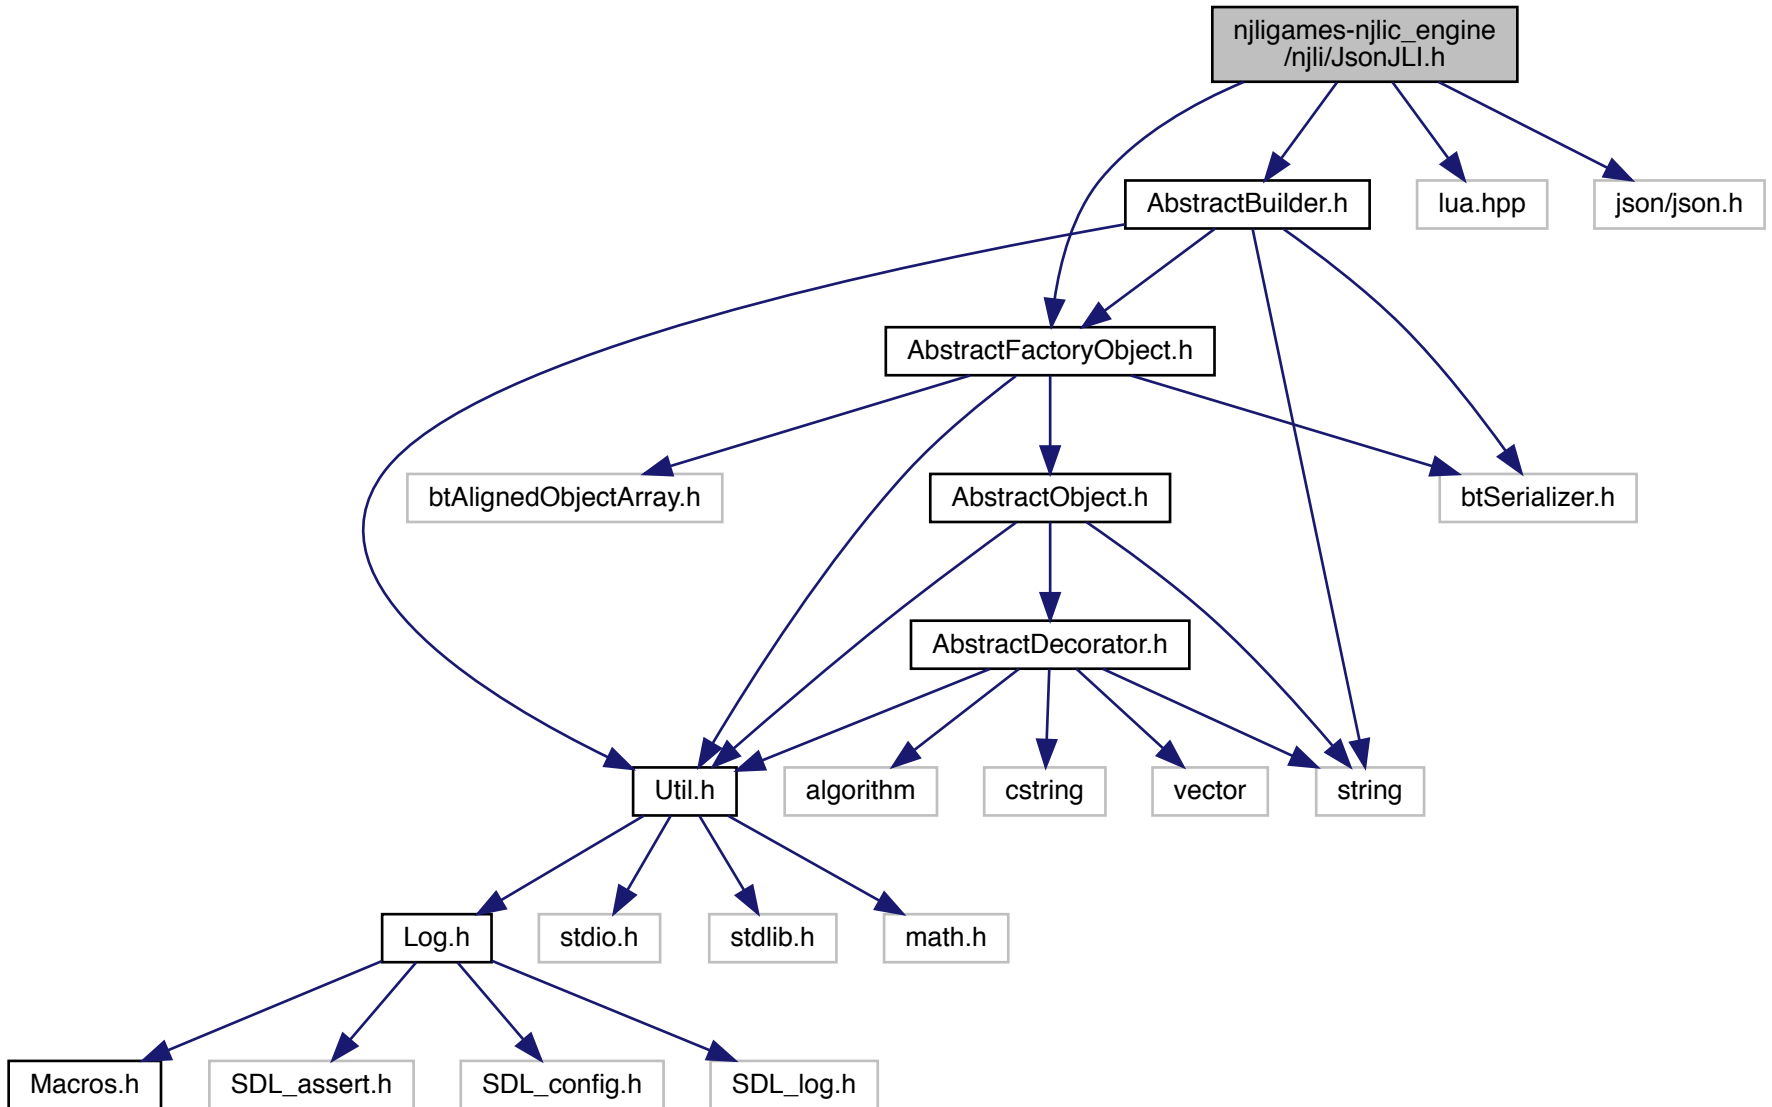 njligames-njlic_engine
/njli/JsonJLI.h
AbstractBuilder.h
lua.hpp
json/json.h
AbstractFactoryObject.h
btAlignedObjectArray.h
AbstractObject.h
btSerializer.h
AbstractDecorator.h
Util.h
algorithm
cstring
vector
string
Log.h
stdio.h
stdlib.h
math.h
Macros.h
SDL_assert.h
SDL_config.h
SDL_log.h